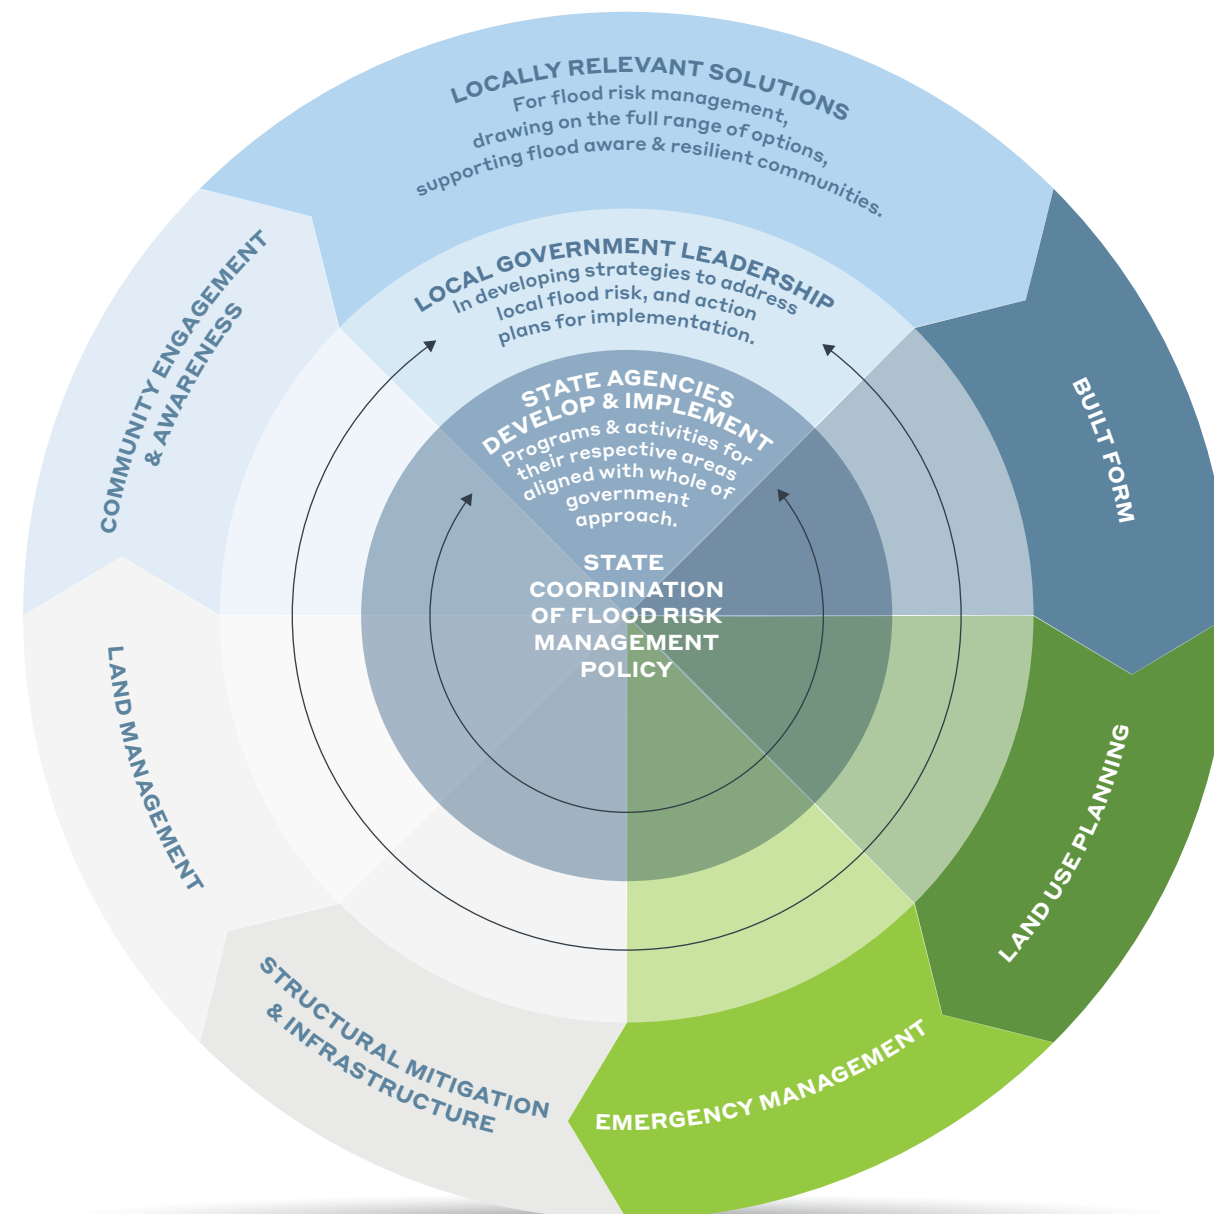 LOCALLY RELEVANT SOLUTIONS
For flood risk management,
drawing on the full range of options,
supporting flood aware & resilient communities.
LOCAL GOVERNMENT LEADERSHIP
In developing strategies to address
local flood risk, and action
plans for implementation.
STATE AGENCIES
DEVELOP & IMPLEMENT
Programs & activities for
their respective areas
aligned with whole of
government
approach.
STATE
COORDINATION
OF FLOOD RISK
MANAGEMENT
POLICY
BUILT FORM
LAND USE PLANNING
EMERGENCY MANAGEMENT
STRUCTURAL MITIGATION
& INFRASTRUCTURE
LAND MANAGEMENT
COMMUNITY ENGAGEMENT
& AWARENESS